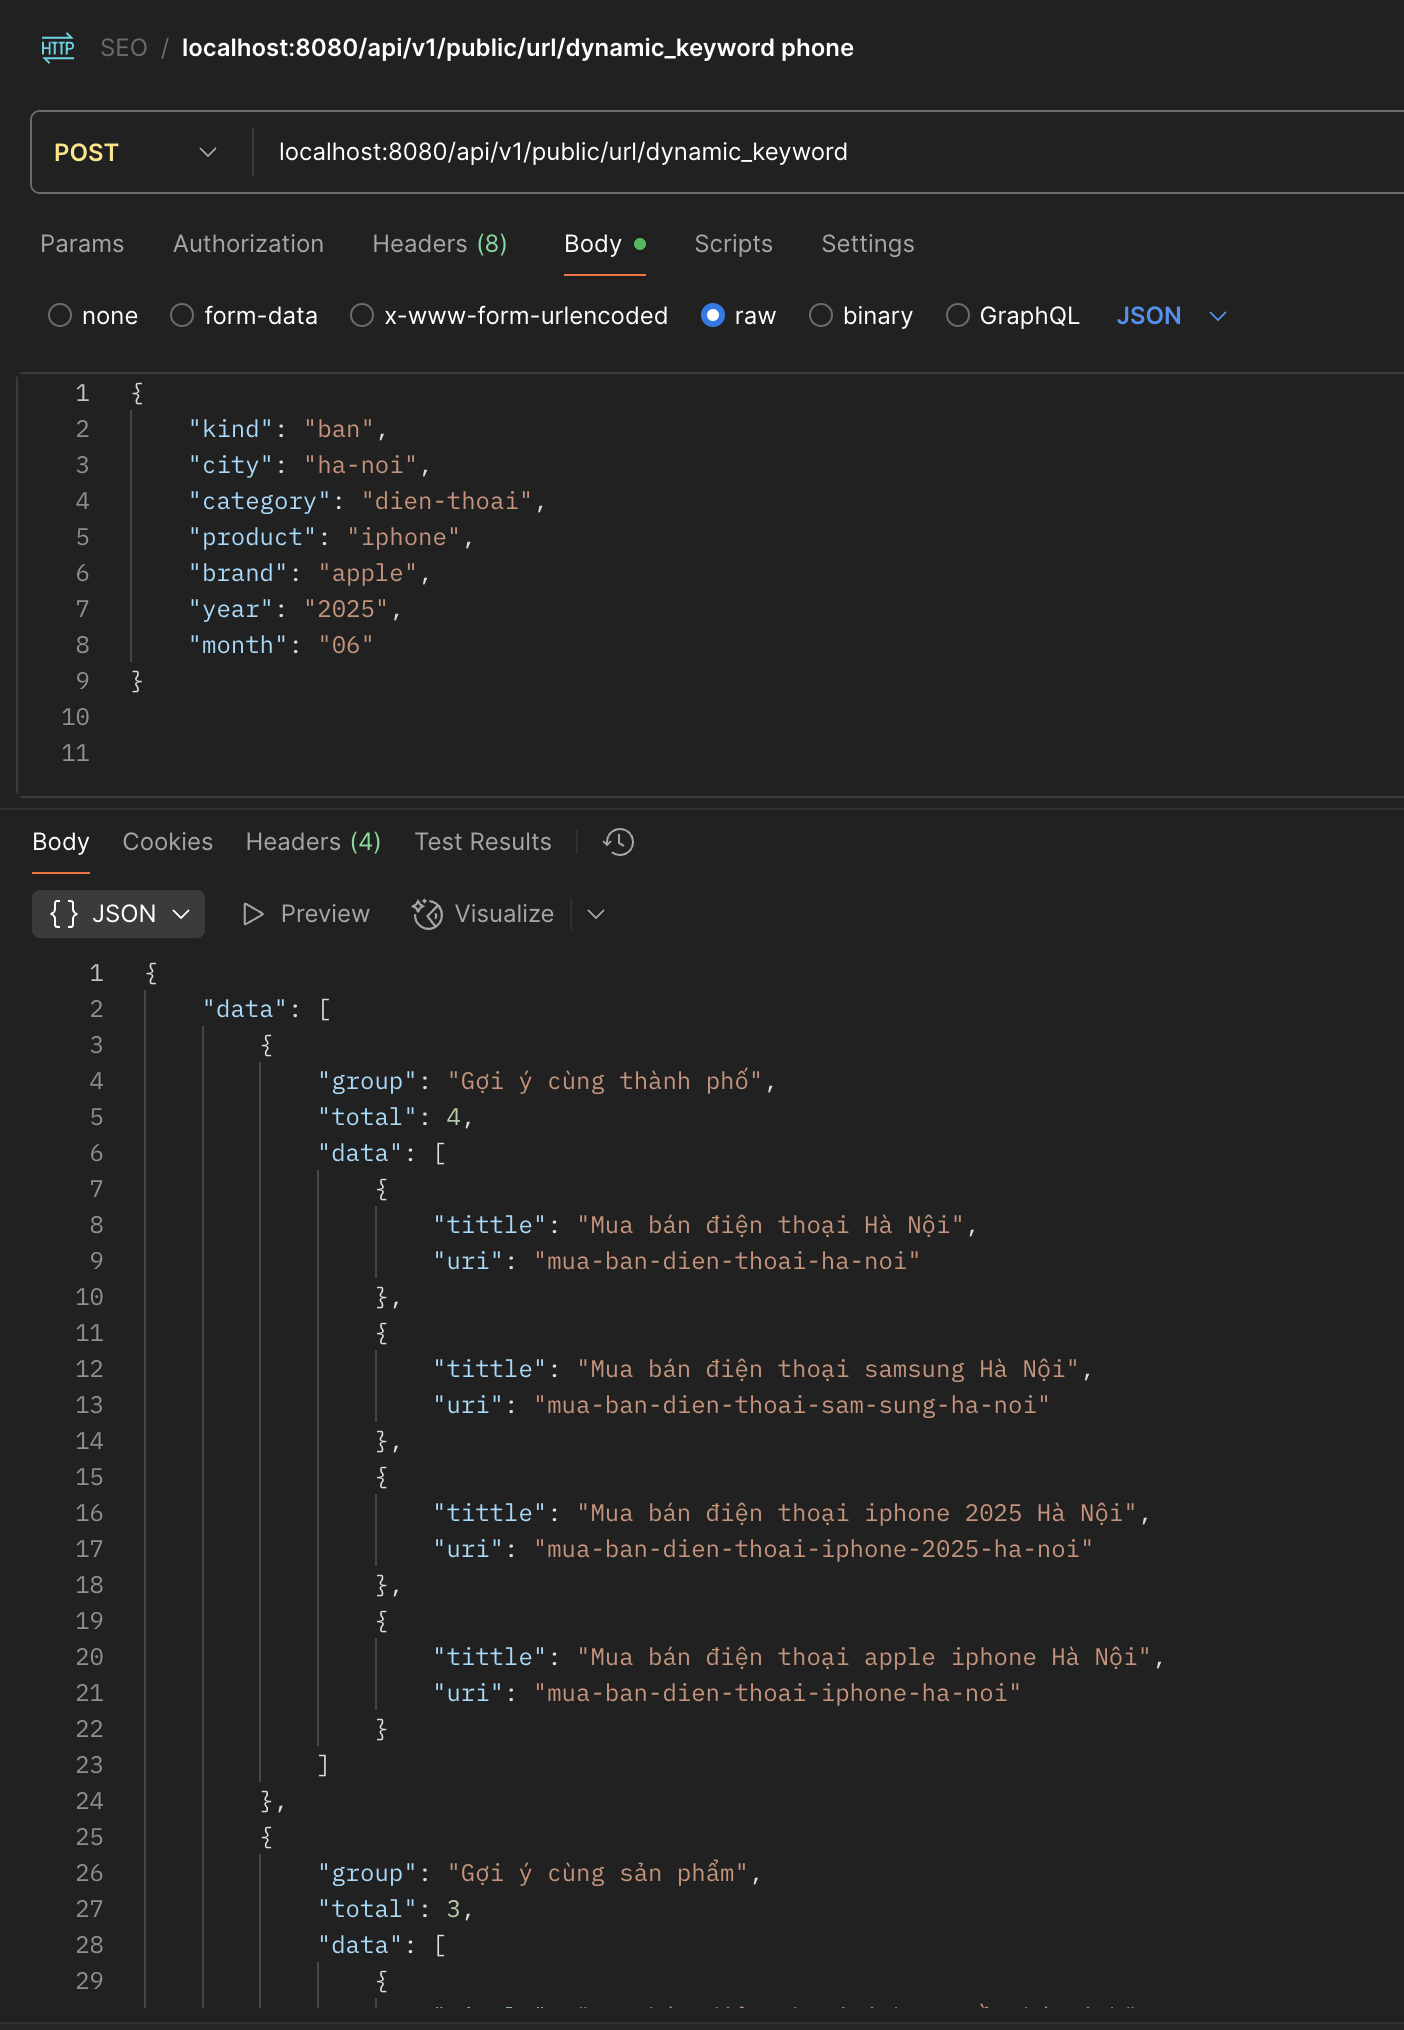 HTTP SEO / localhost:8080/api/v1/public/url/dynamic_keyword phone
POST localhost:8080/api/v1/public/url/dynamic_keyword
Params Authorization Headers (8) Body Scripts Settings
none form-data x-www-form-urlencoded raw binary GraphQL JSON
1 {
2 "kind": "ban",
3 "city": "ha-noi",
4 "category": "dien-thoai",
5 "product": "iphone",
6 "brand": "apple",
7 "year": "2025",
8 "month": "06"
9 }
10
11
Body Cookies Headers (4) Test Results
{} JSON Preview Visualize
1 {
2 "data": [
3 {
4 "group": "Gợi ý cùng thành phố",
5 "total": 4,
6 "data": [
7 {
8 "tittle": "Mua bán điện thoại Hà Nội",
9 "uri": "mua-ban-dien-thoai-ha-noi"
10 },
11 {
12 "tittle": "Mua bán điện thoại samsung Hà Nội",
13 "uri": "mua-ban-dien-thoai-sam-sung-ha-noi"
14 },
15 {
16 "tittle": "Mua bán điện thoại iphone 2025 Hà Nội",
17 "uri": "mua-ban-dien-thoai-iphone-2025-ha-noi"
18 },
19 {
20 "tittle": "Mua bán điện thoại apple iphone Hà Nội",
21 "uri": "mua-ban-dien-thoai-iphone-ha-noi"
22 }
23 ]
24 },
25 {
26 "group": "Gợi ý cùng sản phẩm",
27 "total": 3,
28 "data": [
29 {